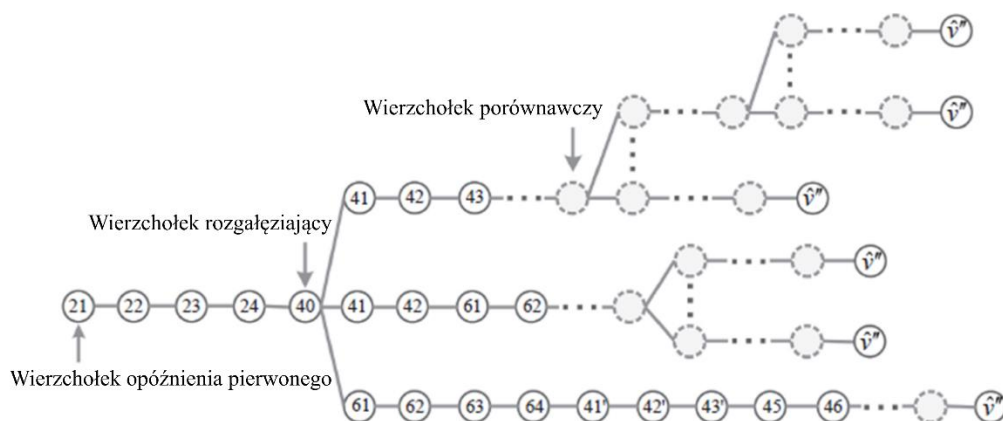 v̂″
v̂″
Wierzchołek porównawczy
41 42 43 v̂″
Wierzchołek rozgałęziający
v̂″
21 22 23 24 40 41 42 61 62
v̂″
Wierzchołek opóźnienia pierwonego
61 62 63 64 41' 42' 43' 45 46 v̂″